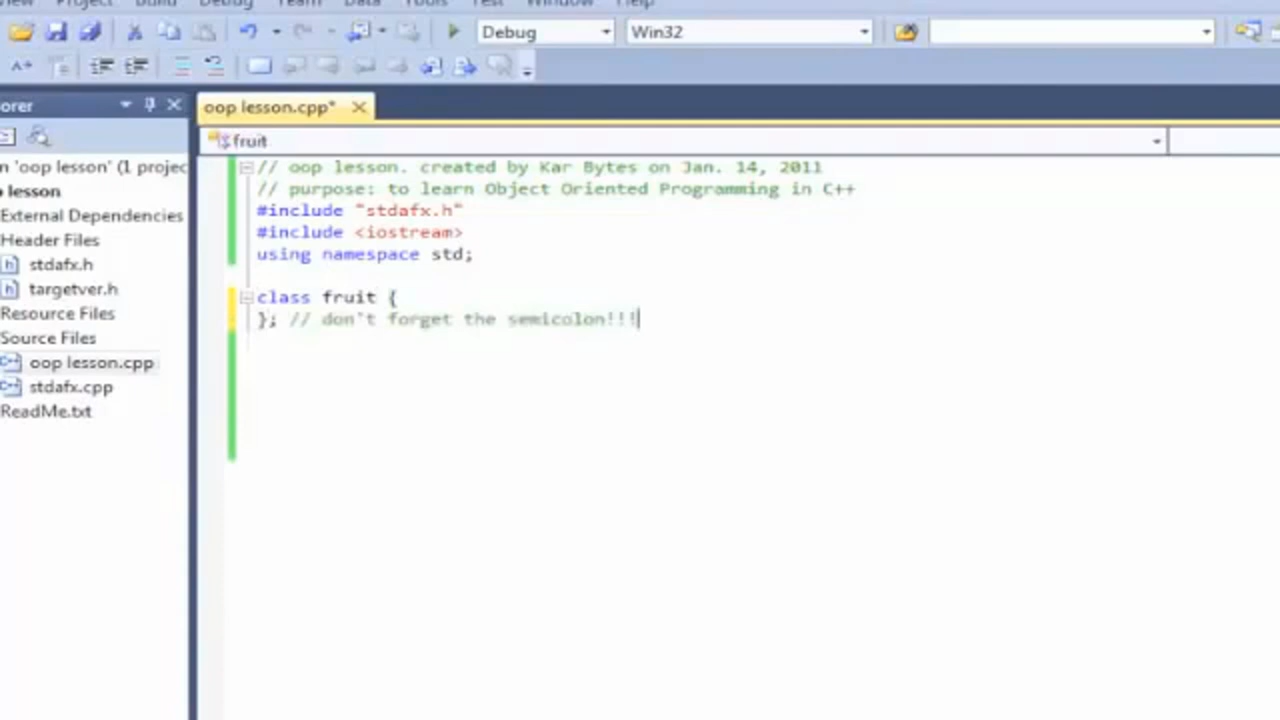 View Project Build Debug Team Data Tools Test Window Help
Debug Win32
orer
oop lesson.cpp*
fruit
n 'oop lesson' (1 projec
lesson
External Dependencies
Header Files
stdafx.h
targetver.h
Resource Files
Source Files
oop lesson.cpp
stdafx.cpp
ReadMe.txt
// oop lesson. created by Kar Bytes on Jan. 14, 2011
// purpose: to learn Object Oriented Programming in C++
#include "stdafx.h"
#include <iostream>
using namespace std;
class fruit {
}; // don't forget the semicolon!!!